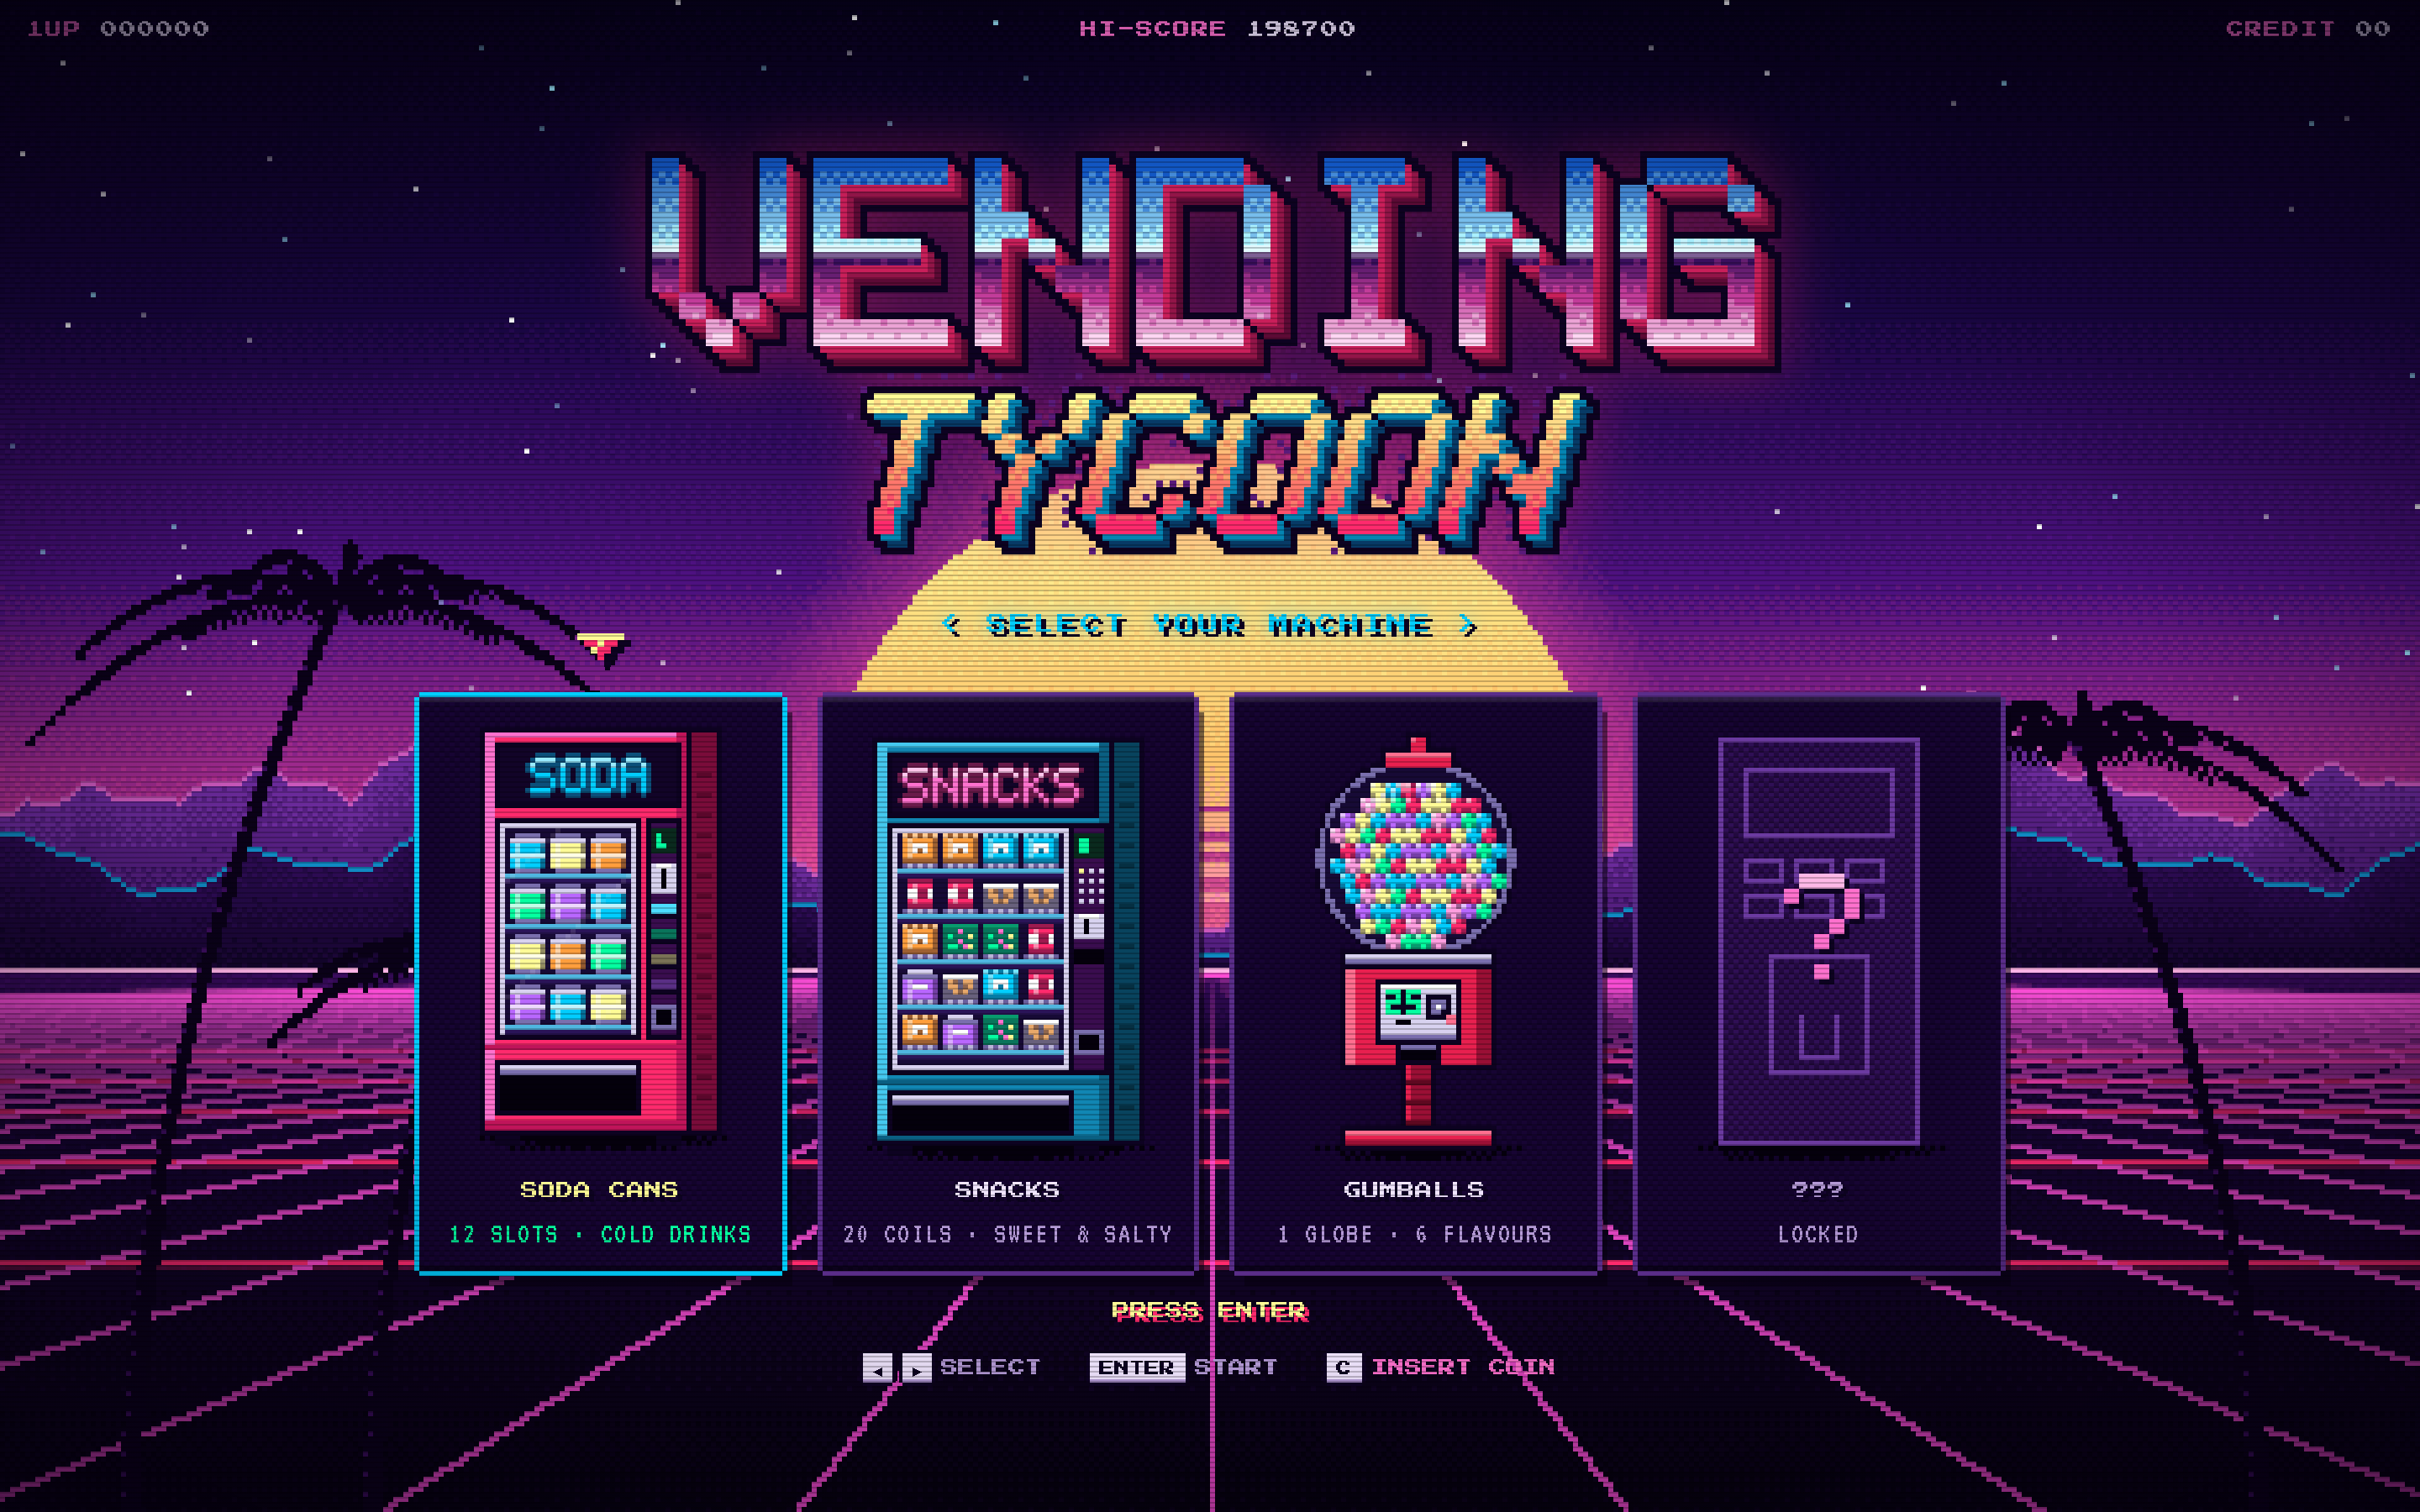 1UP 000000
HI-SCORE 198700
CREDIT 00
VENDING
TYCOON
< SELECT YOUR MACHINE >
SODA
SNACKS
?
SODA CANS
12 SLOTS · COLD DRINKS
SNACKS
20 COILS · SWEET & SALTY
GUMBALLS
1 GLOBE · 6 FLAVOURS
???
LOCKED
PRESS ENTER
◀ ▶ SELECT ENTER START C INSERT COIN